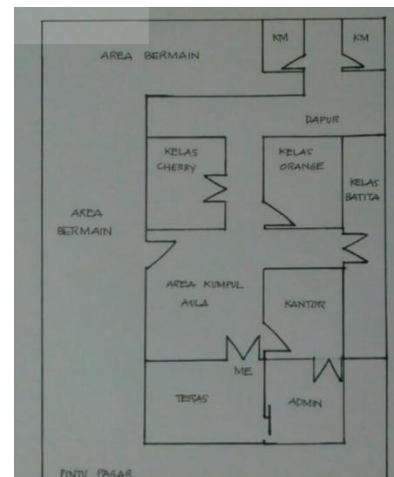 KM
KM
AREA BERMAIN
DAPUR
KELAS
CHERRY
KELAS
ORANGE
KELAS
BATITA
AREA
BERMAIN
AREA KUMPUL
AULA
KANTOR
ME
TERAS
ADMIN
PINTU PAGAR